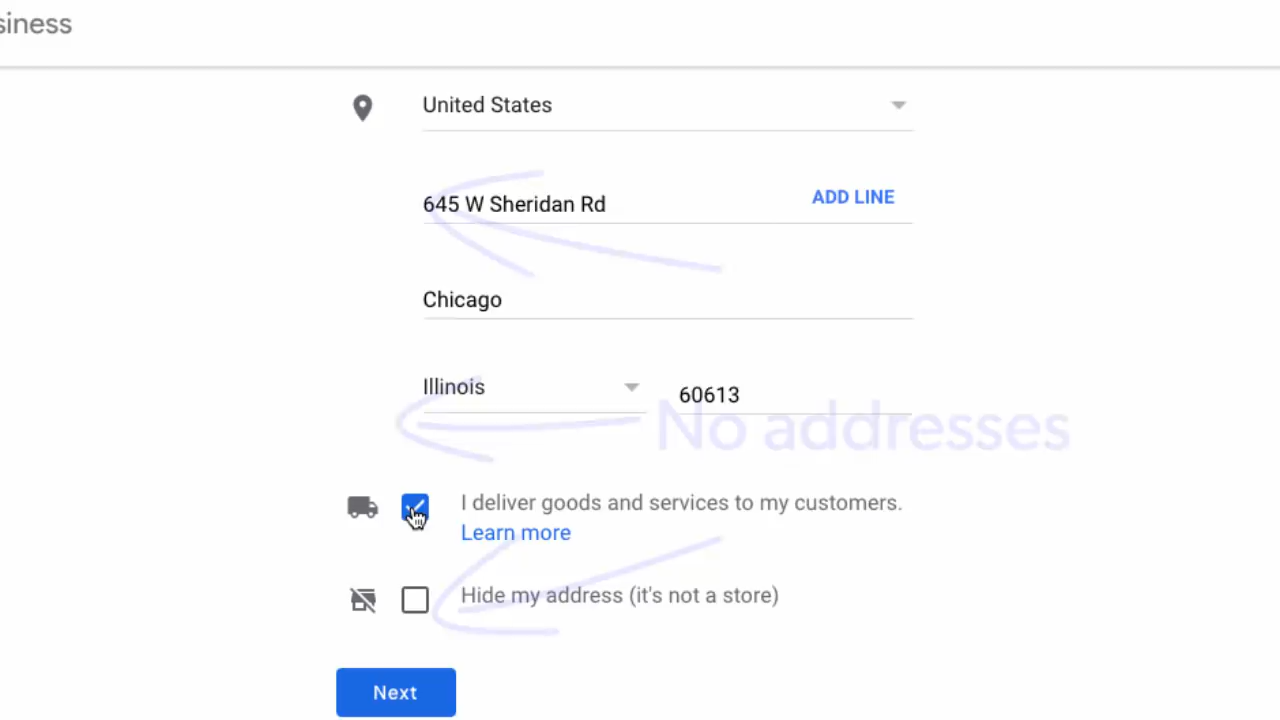 siness
United States
645 W Sheridan Rd
ADD LINE
Chicago
Illinois
60613
No addresses
I deliver goods and services to my customers.
Learn more
Hide my address (it's not a store)
Next